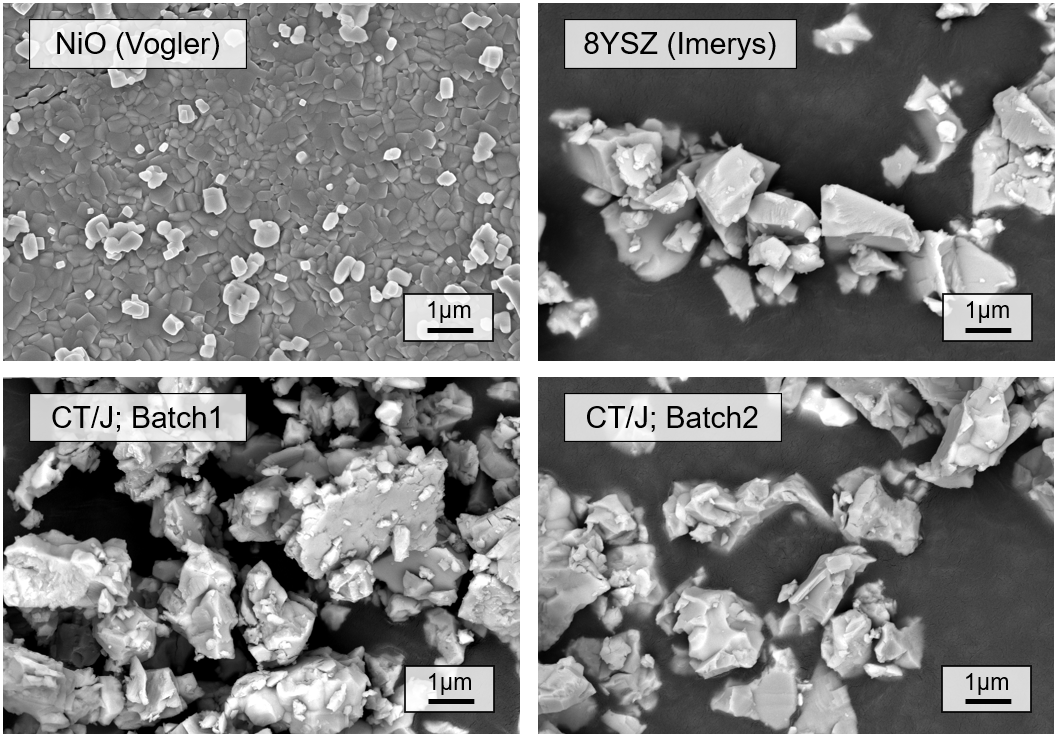 NiO (Vogler)
8YSZ (Imerys)
1µm
1µm
CT/J; Batch1
CT/J; Batch2
1µm
1µm